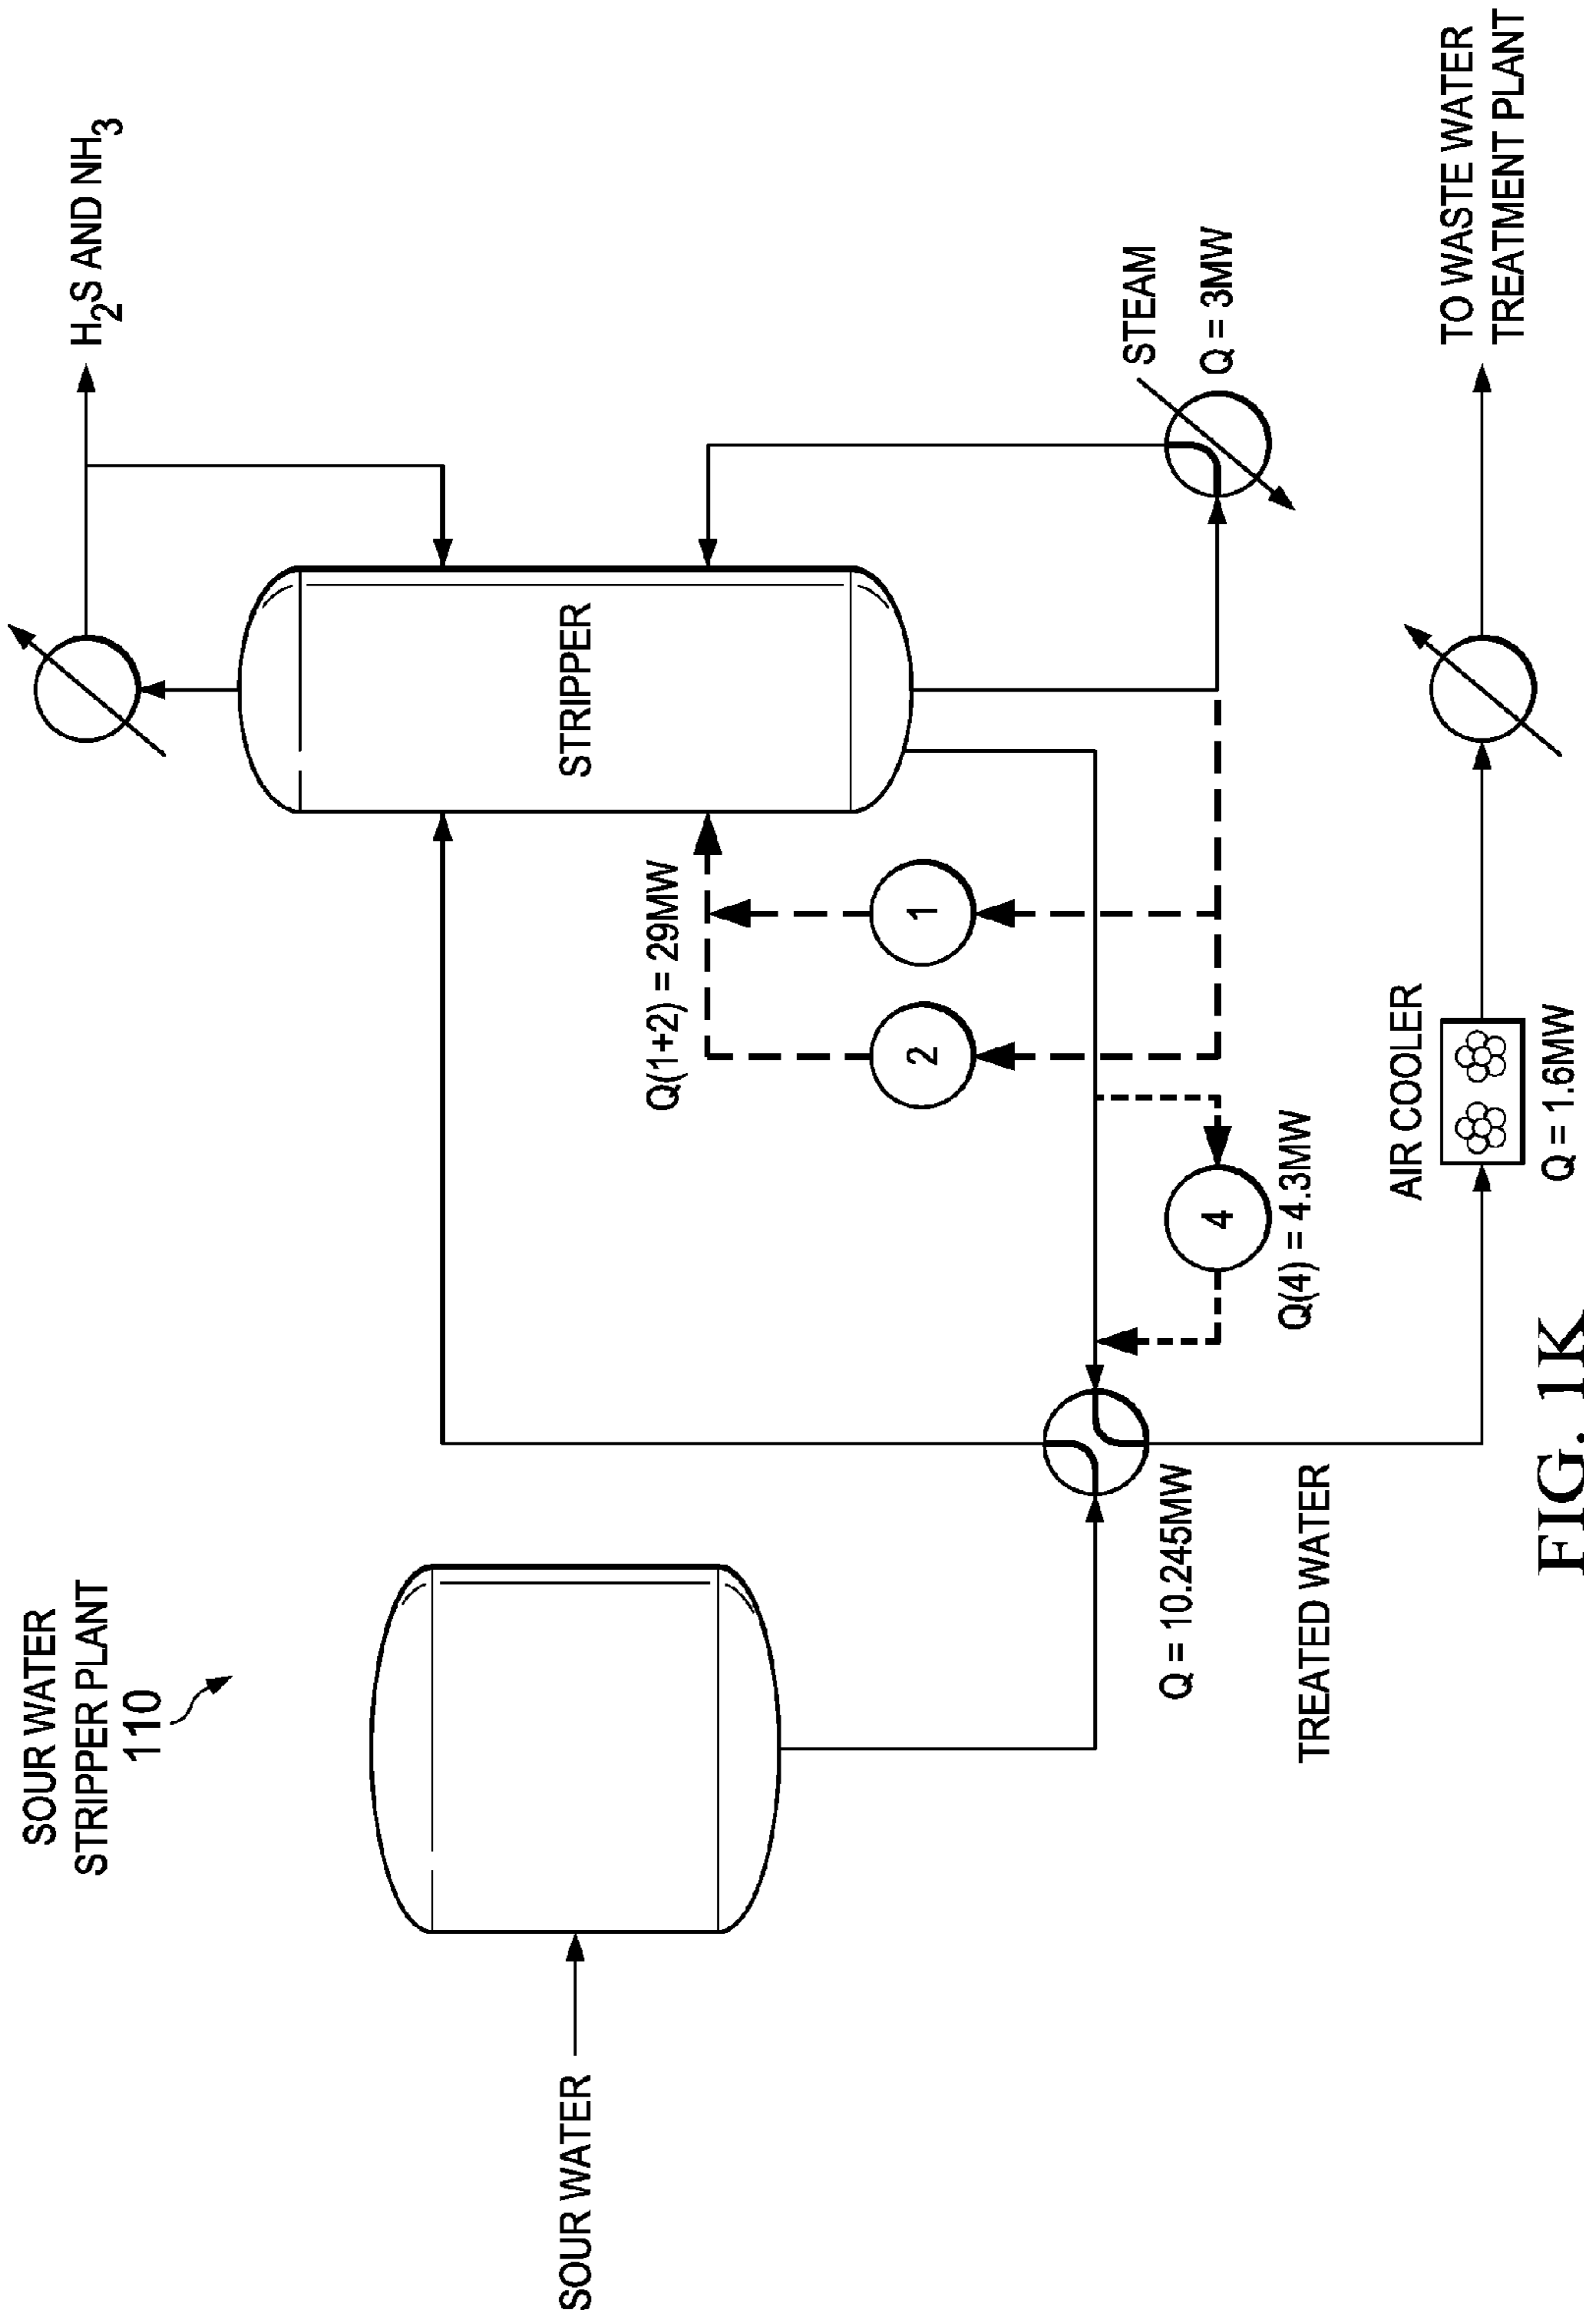 SOUR WATER
STRIPPER PLANT
110
H2S AND NH3
SOUR WATER
STRIPPER
Q(1+2) = 29MW
2
1
STEAM
Q = 3MW
4
Q(4) = 4.3MW
Q = 10.245MW
TREATED WATER
AIR COOLER
Q = 1.6MW
TO WASTE WATER
TREATMENT PLANT
FIG. 1K